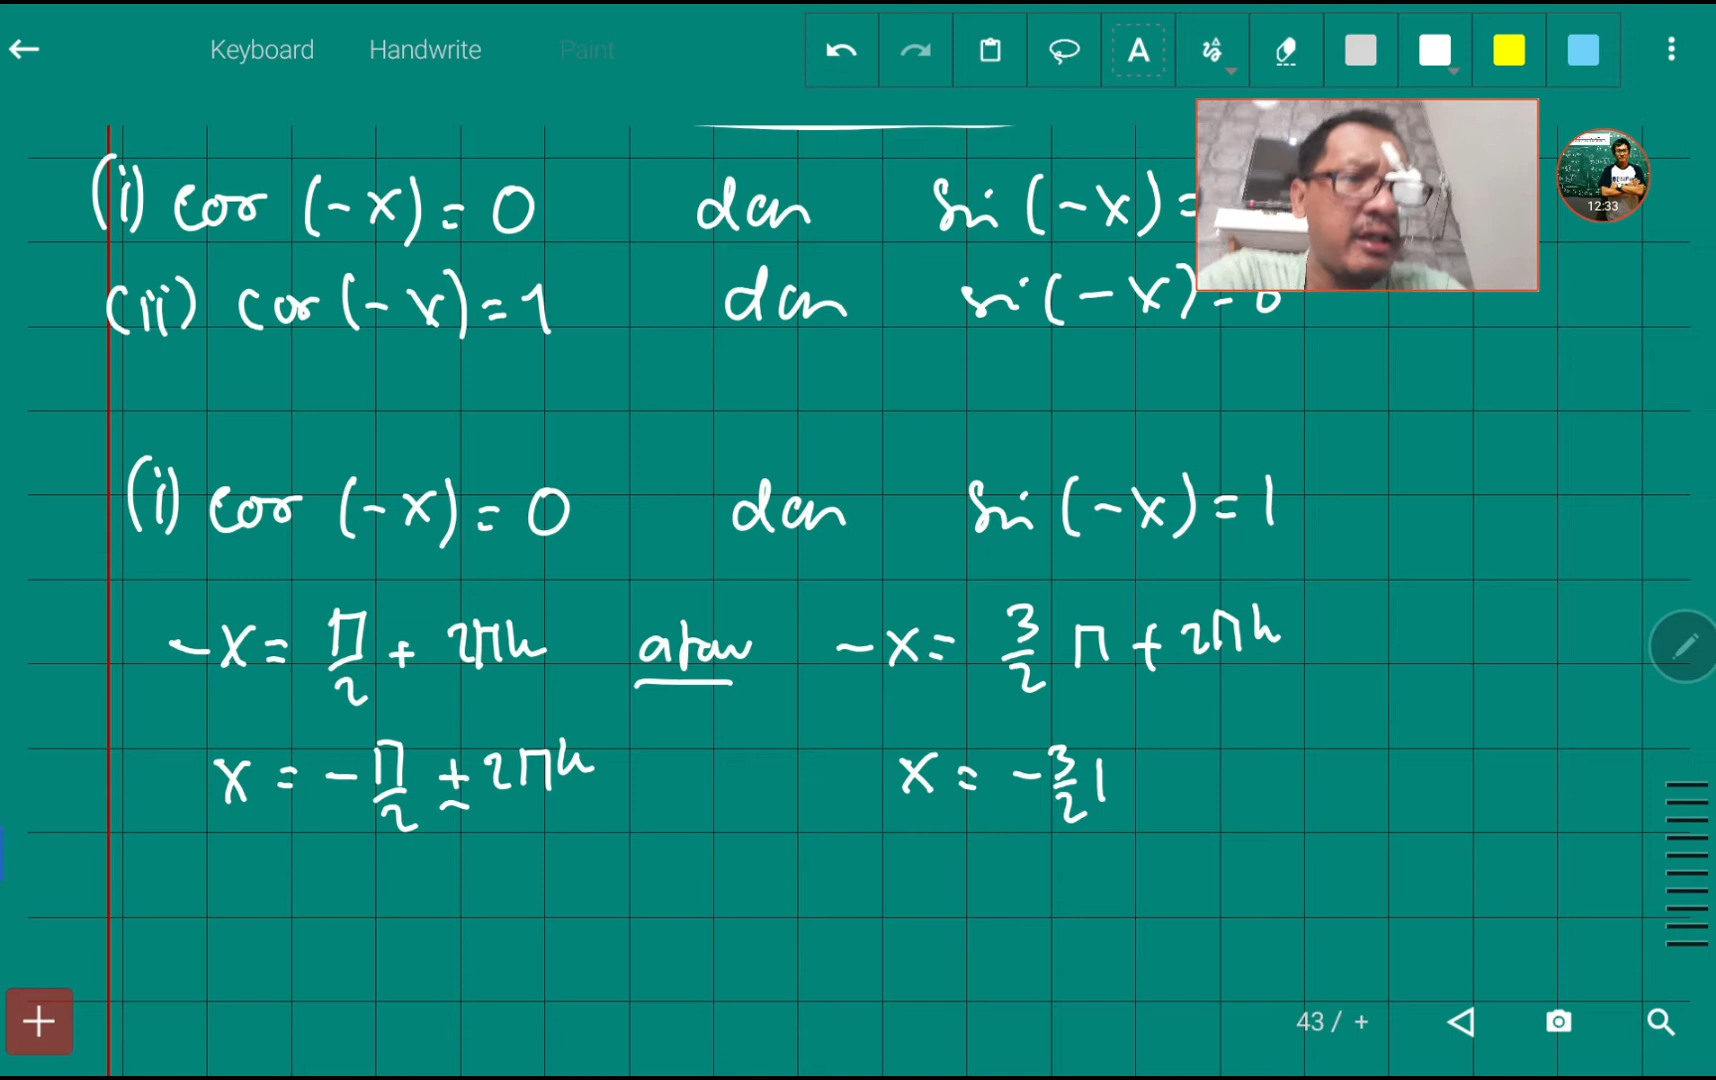 Keyboard Handwrite Paint A
(i) cos (-x) = 0 dan sin (-x) =
12:33
(ii) cos (-x) = 1 dan sin (-x) = 0
(i) cos (-x) = 0 dan sin (-x) = 1
-x = π/2 + 2πk atau -x = 3/2 π + 2πk
x = -π/2 + 2πk x = -3/2 1
43 / +